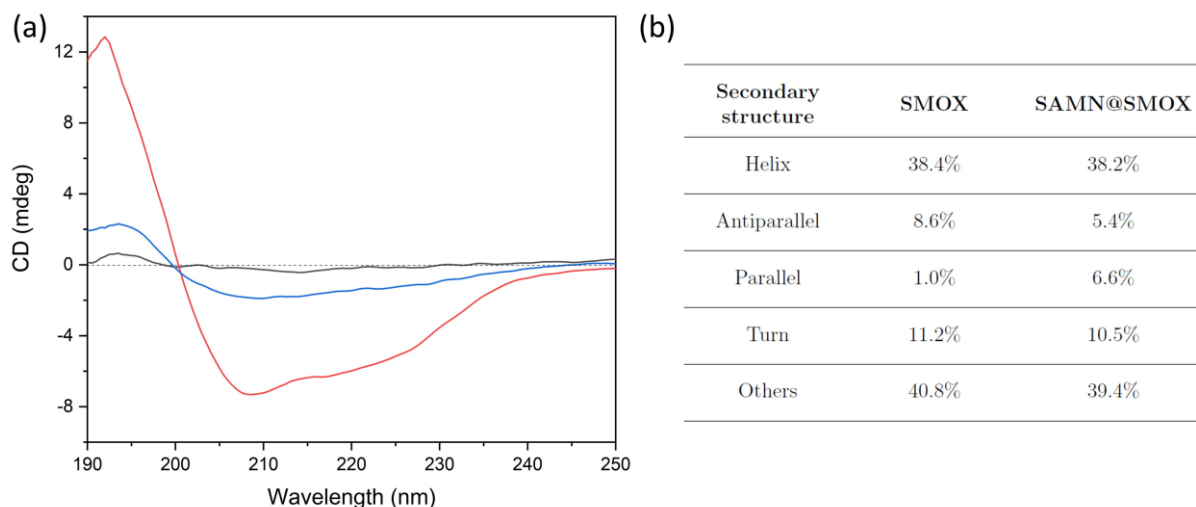 (a)
CD (mdeg)
12
8
4
0
-4
-8
190 200 210 220 230 240 250
Wavelength (nm)
(b)
Secondary structure SMOX SAMN@SMOX
Helix 38.4% 38.2%
Antiparallel 8.6% 5.4%
Parallel 1.0% 6.6%
Turn 11.2% 10.5%
Others 40.8% 39.4%